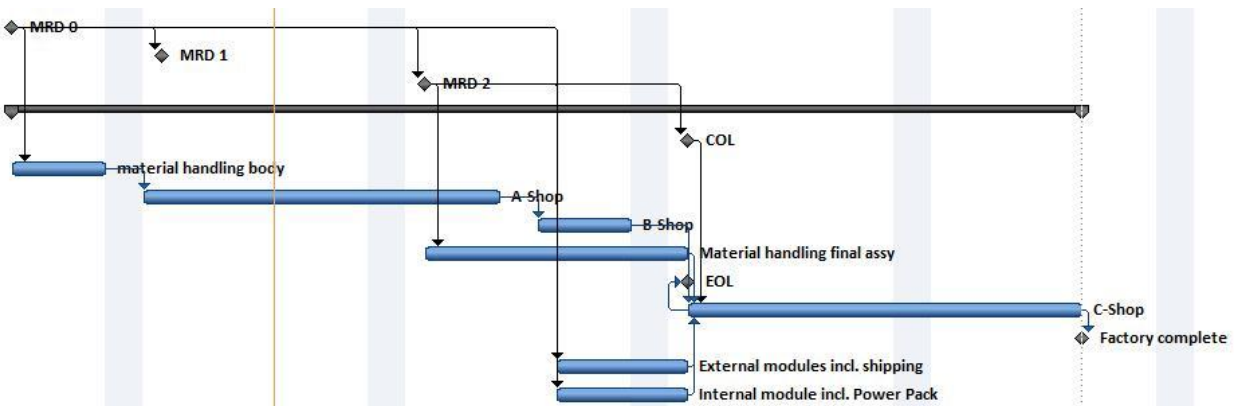 MRD 0
MRD 1
MRD 2
COL
material handling body
A-Shop
B-Shop
Material handling final assy
EOL
C-Shop
Factory complete
External modules incl. shipping
Internal module incl. Power Pack